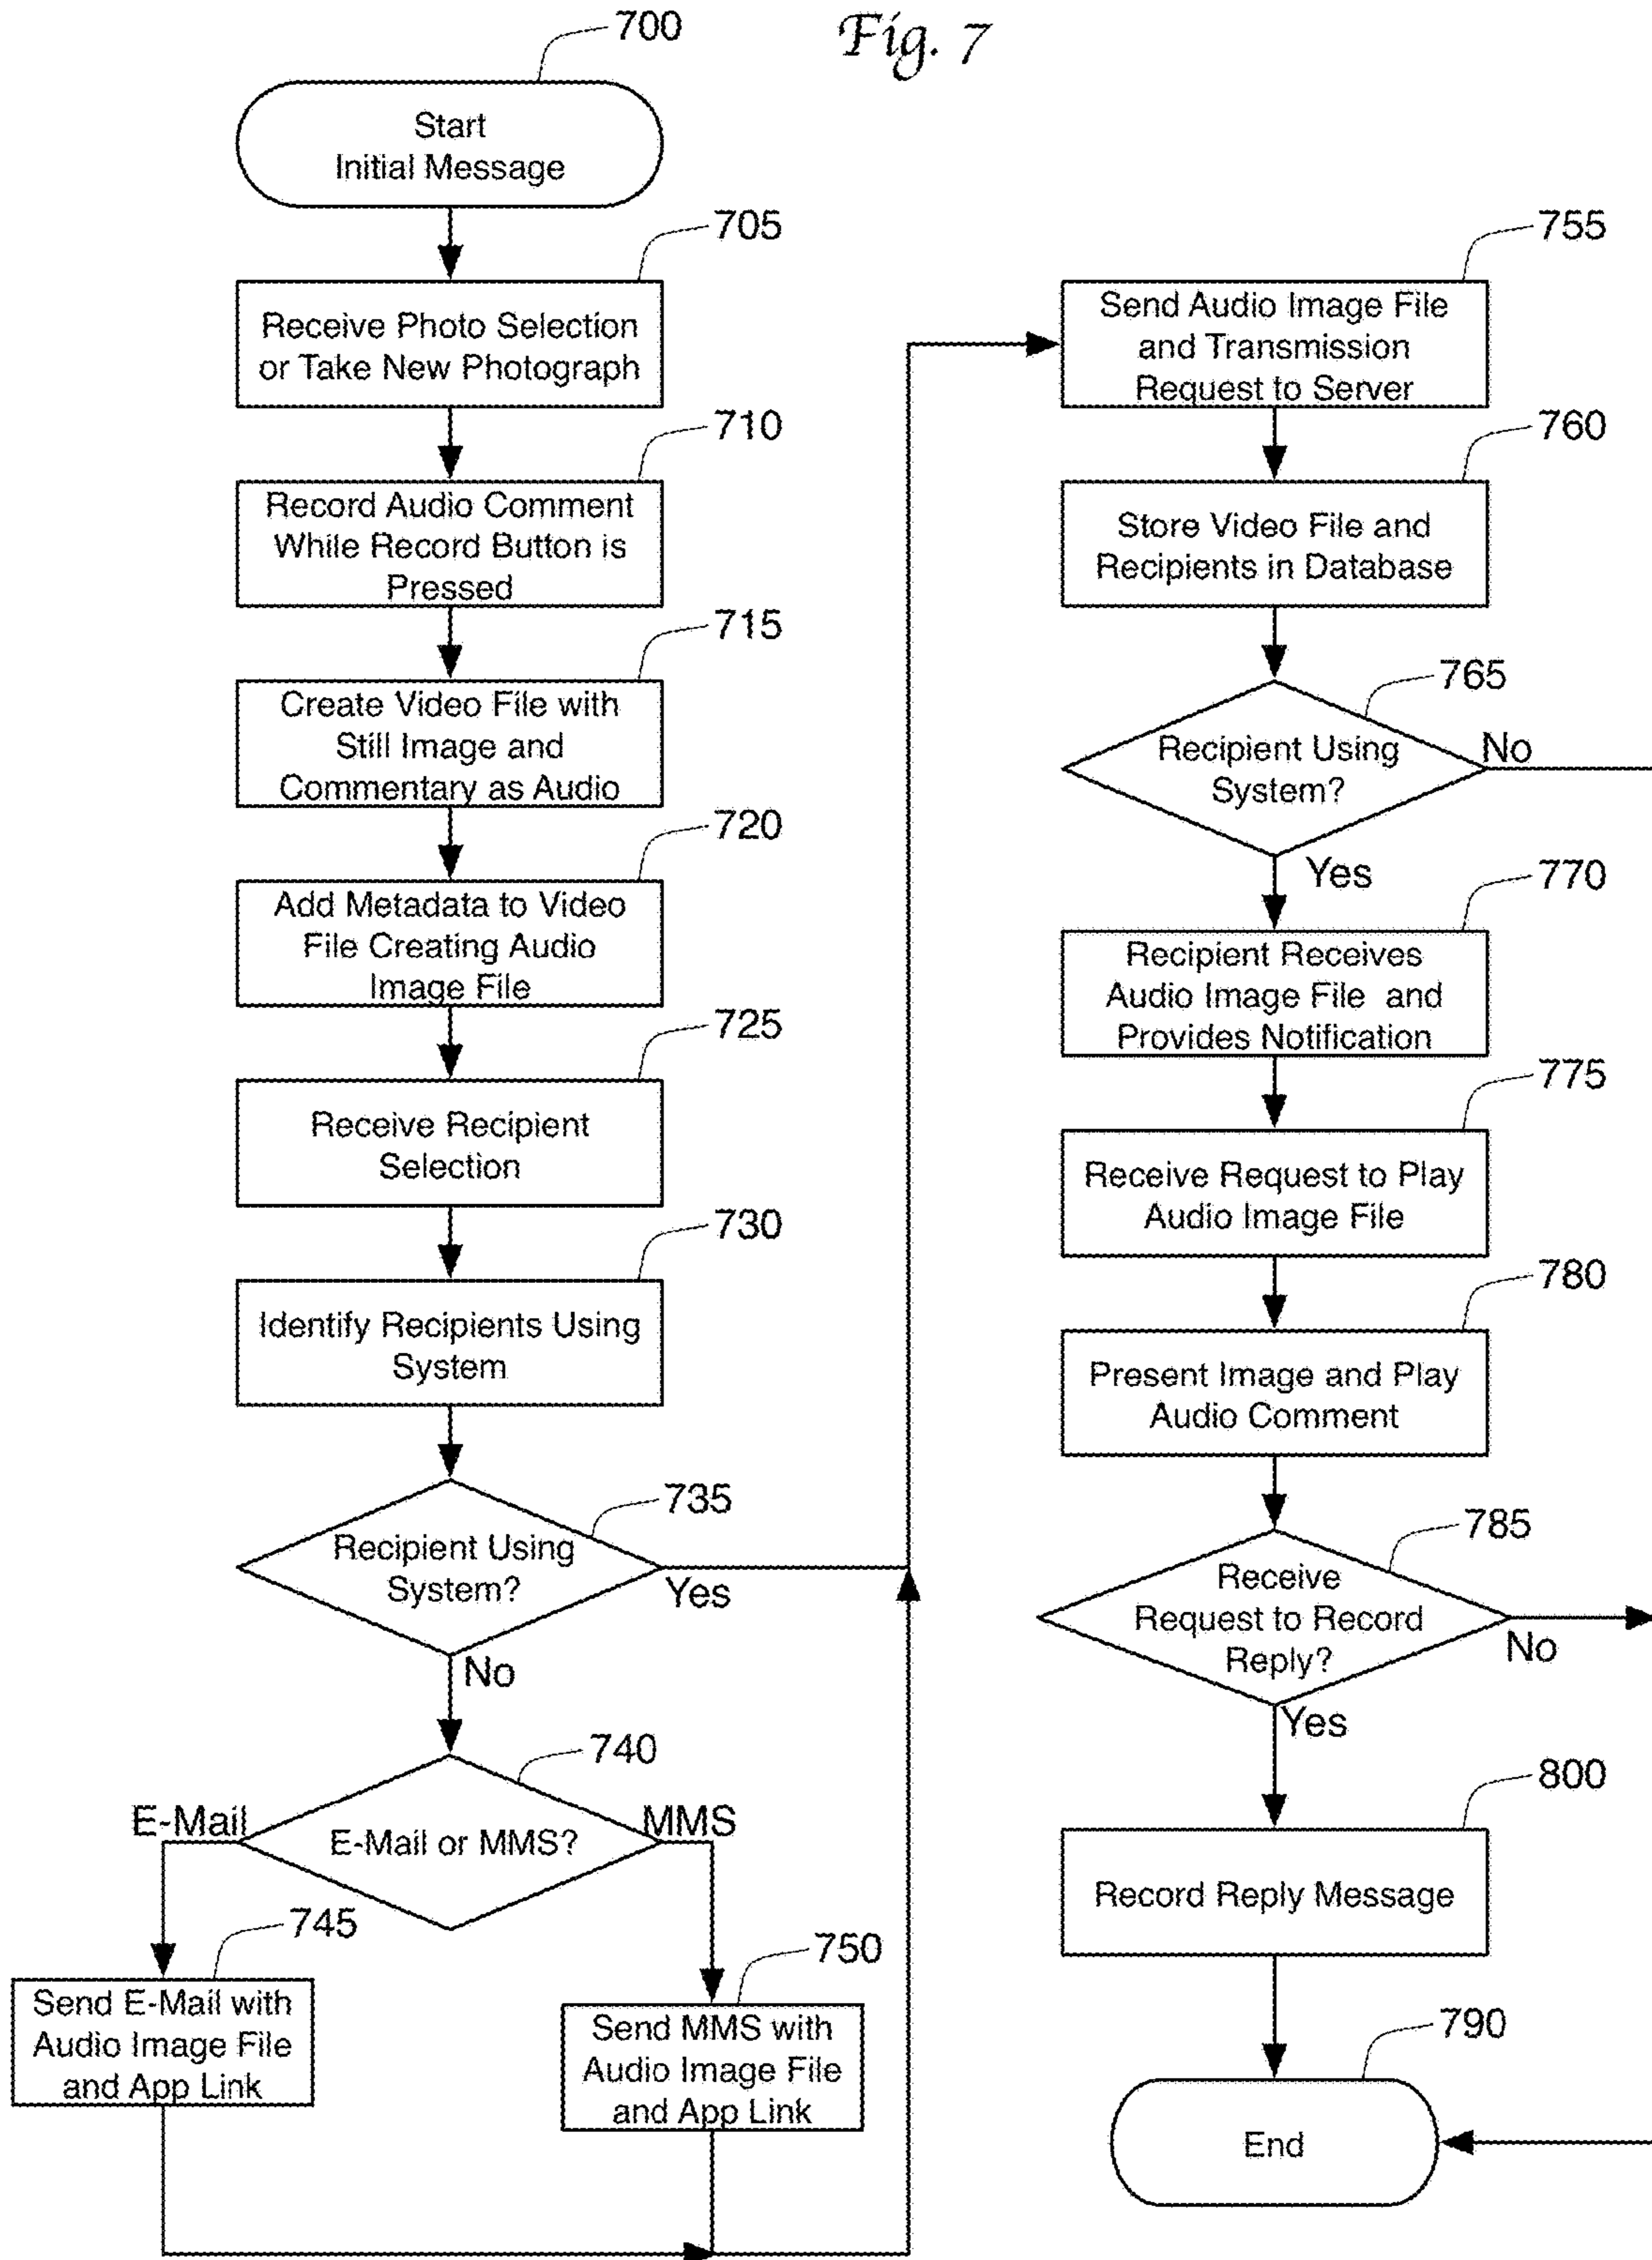 Fig. 7
700
Start
Initial Message
705
Receive Photo Selection
or Take New Photograph
710
Record Audio Comment
While Record Button is
Pressed
715
Create Video File with
Still Image and
Commentary as Audio
720
Add Metadata to Video
File Creating Audio
Image File
725
Receive Recipient
Selection
730
Identify Recipients Using
System
735
Recipient Using
System?
Yes
No
740
E-Mail
E-Mail or MMS?
MMS
745
Send E-Mail with
Audio Image File
and App Link
750
Send MMS with
Audio Image File
and App Link
755
Send Audio Image File
and Transmission
Request to Server
760
Store Video File and
Recipients in Database
765
Recipient Using
System?
No
Yes
770
Recipient Receives
Audio Image File and
Provides Notification
775
Receive Request to Play
Audio Image File
780
Present Image and Play
Audio Comment
785
Receive
Request to Record
Reply?
No
Yes
800
Record Reply Message
790
End